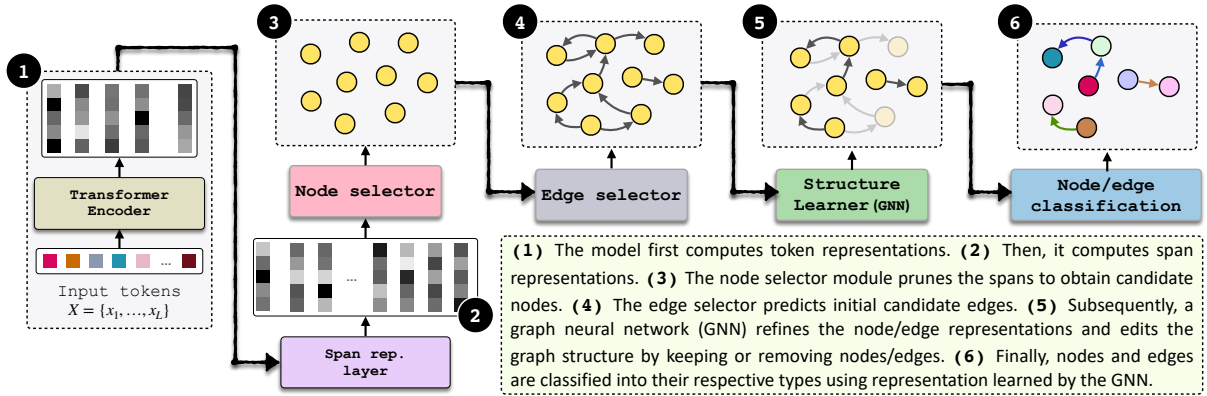 1
Transformer
Encoder
...
Input tokens
X = {x₁, …, x_L}
2
...
Span rep.
layer
3
Node selector
4
Edge selector
5
Structure
Learner (GNN)
6
Node/edge
classification
(1) The model first computes token representations. (2) Then, it computes span
representations. (3) The node selector module prunes the spans to obtain candidate
nodes. (4) The edge selector predicts initial candidate edges. (5) Subsequently, a
graph neural network (GNN) refines the node/edge representations and edits the
graph structure by keeping or removing nodes/edges. (6) Finally, nodes and edges
are classified into their respective types using representation learned by the GNN.